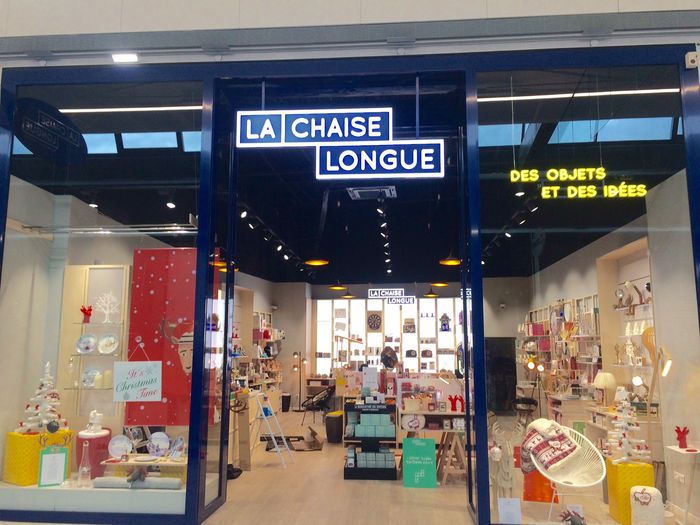 LA CHAISE
LONGUE
DES OBJETS
ET DES IDÉES
LA CHAISE
LONGUE
It's
Christmas
Time